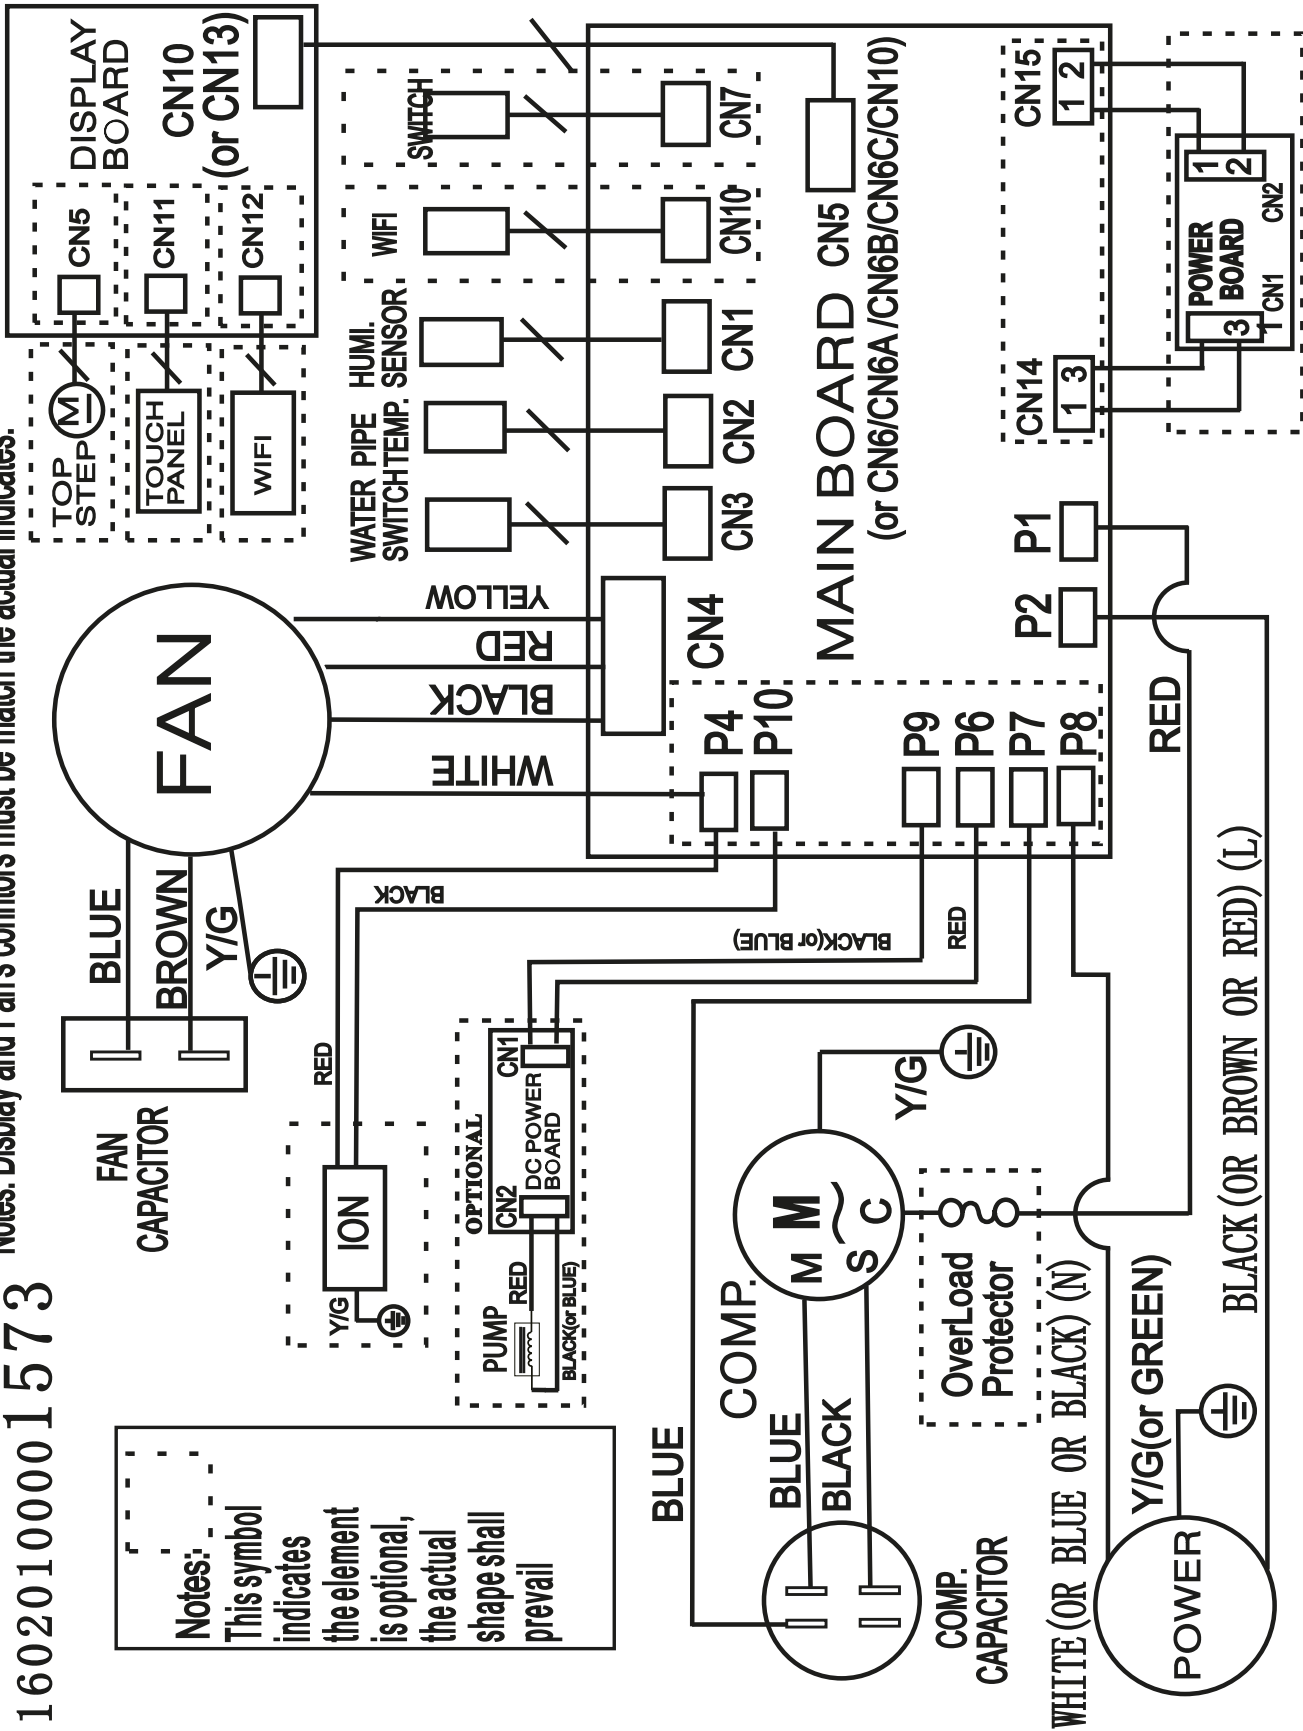 16020100001573
Notes: Display and Fan's conntors must be match the actual indicates.
Notes:
This symbol
indicates
the element
is optional,
the actual
shape shall
prevail
FAN
CAPACITOR
BLUE
BROWN
Y/G
FAN
YELLOW
RED
BLACK
WHITE
TOP
STEP
M
TOUCH
PANEL
WIFI
CN5
CN11
CN12
DISPLAY
BOARD
CN10
(or CN13)
WATER
SWITCH
PIPE
TEMP.
HUMI.
SENSOR
WIFI
SWITCH
CN3
CN2
CN1
CN10
CN7
CN4
MAIN BOARD
CN5
(or CN6/CN6A /CN6B/CN6C/CN10)
P4
P10
P9
P6
P7
P8
P2
P1
CN14
1 3
CN15
1 2
POWER
BOARD
CN1
3
1
CN2
1
2
RED
BLACK
ION
Y/G
OPTIONAL
CN2
CN1
DC POWER
BOARD
PUMP
RED
BLACK(or BLUE)
BLACK(or BLUE)
RED
BLUE
BLUE
BLACK
COMP.
CAPACITOR
COMP.
M
M
~
S
C
Y/G
OverLoad
Protector
RED
WHITE(OR BLUE OR BLACK)(N)
Y/G(or GREEN)
BLACK(OR BROWN OR RED)(L)
POWER